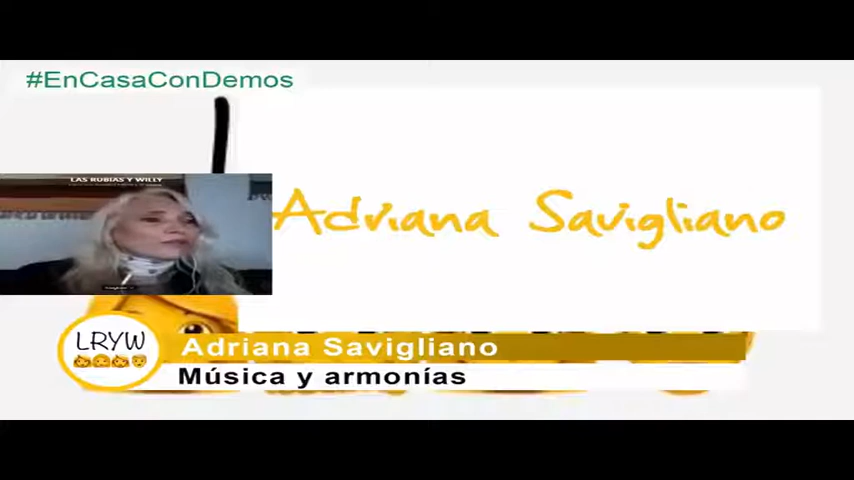 #EnCasaConDemos
LAS RUBIAS Y WILLY
Adriana Savigliano
LRYW
Adriana Savigliano
Música y armonías